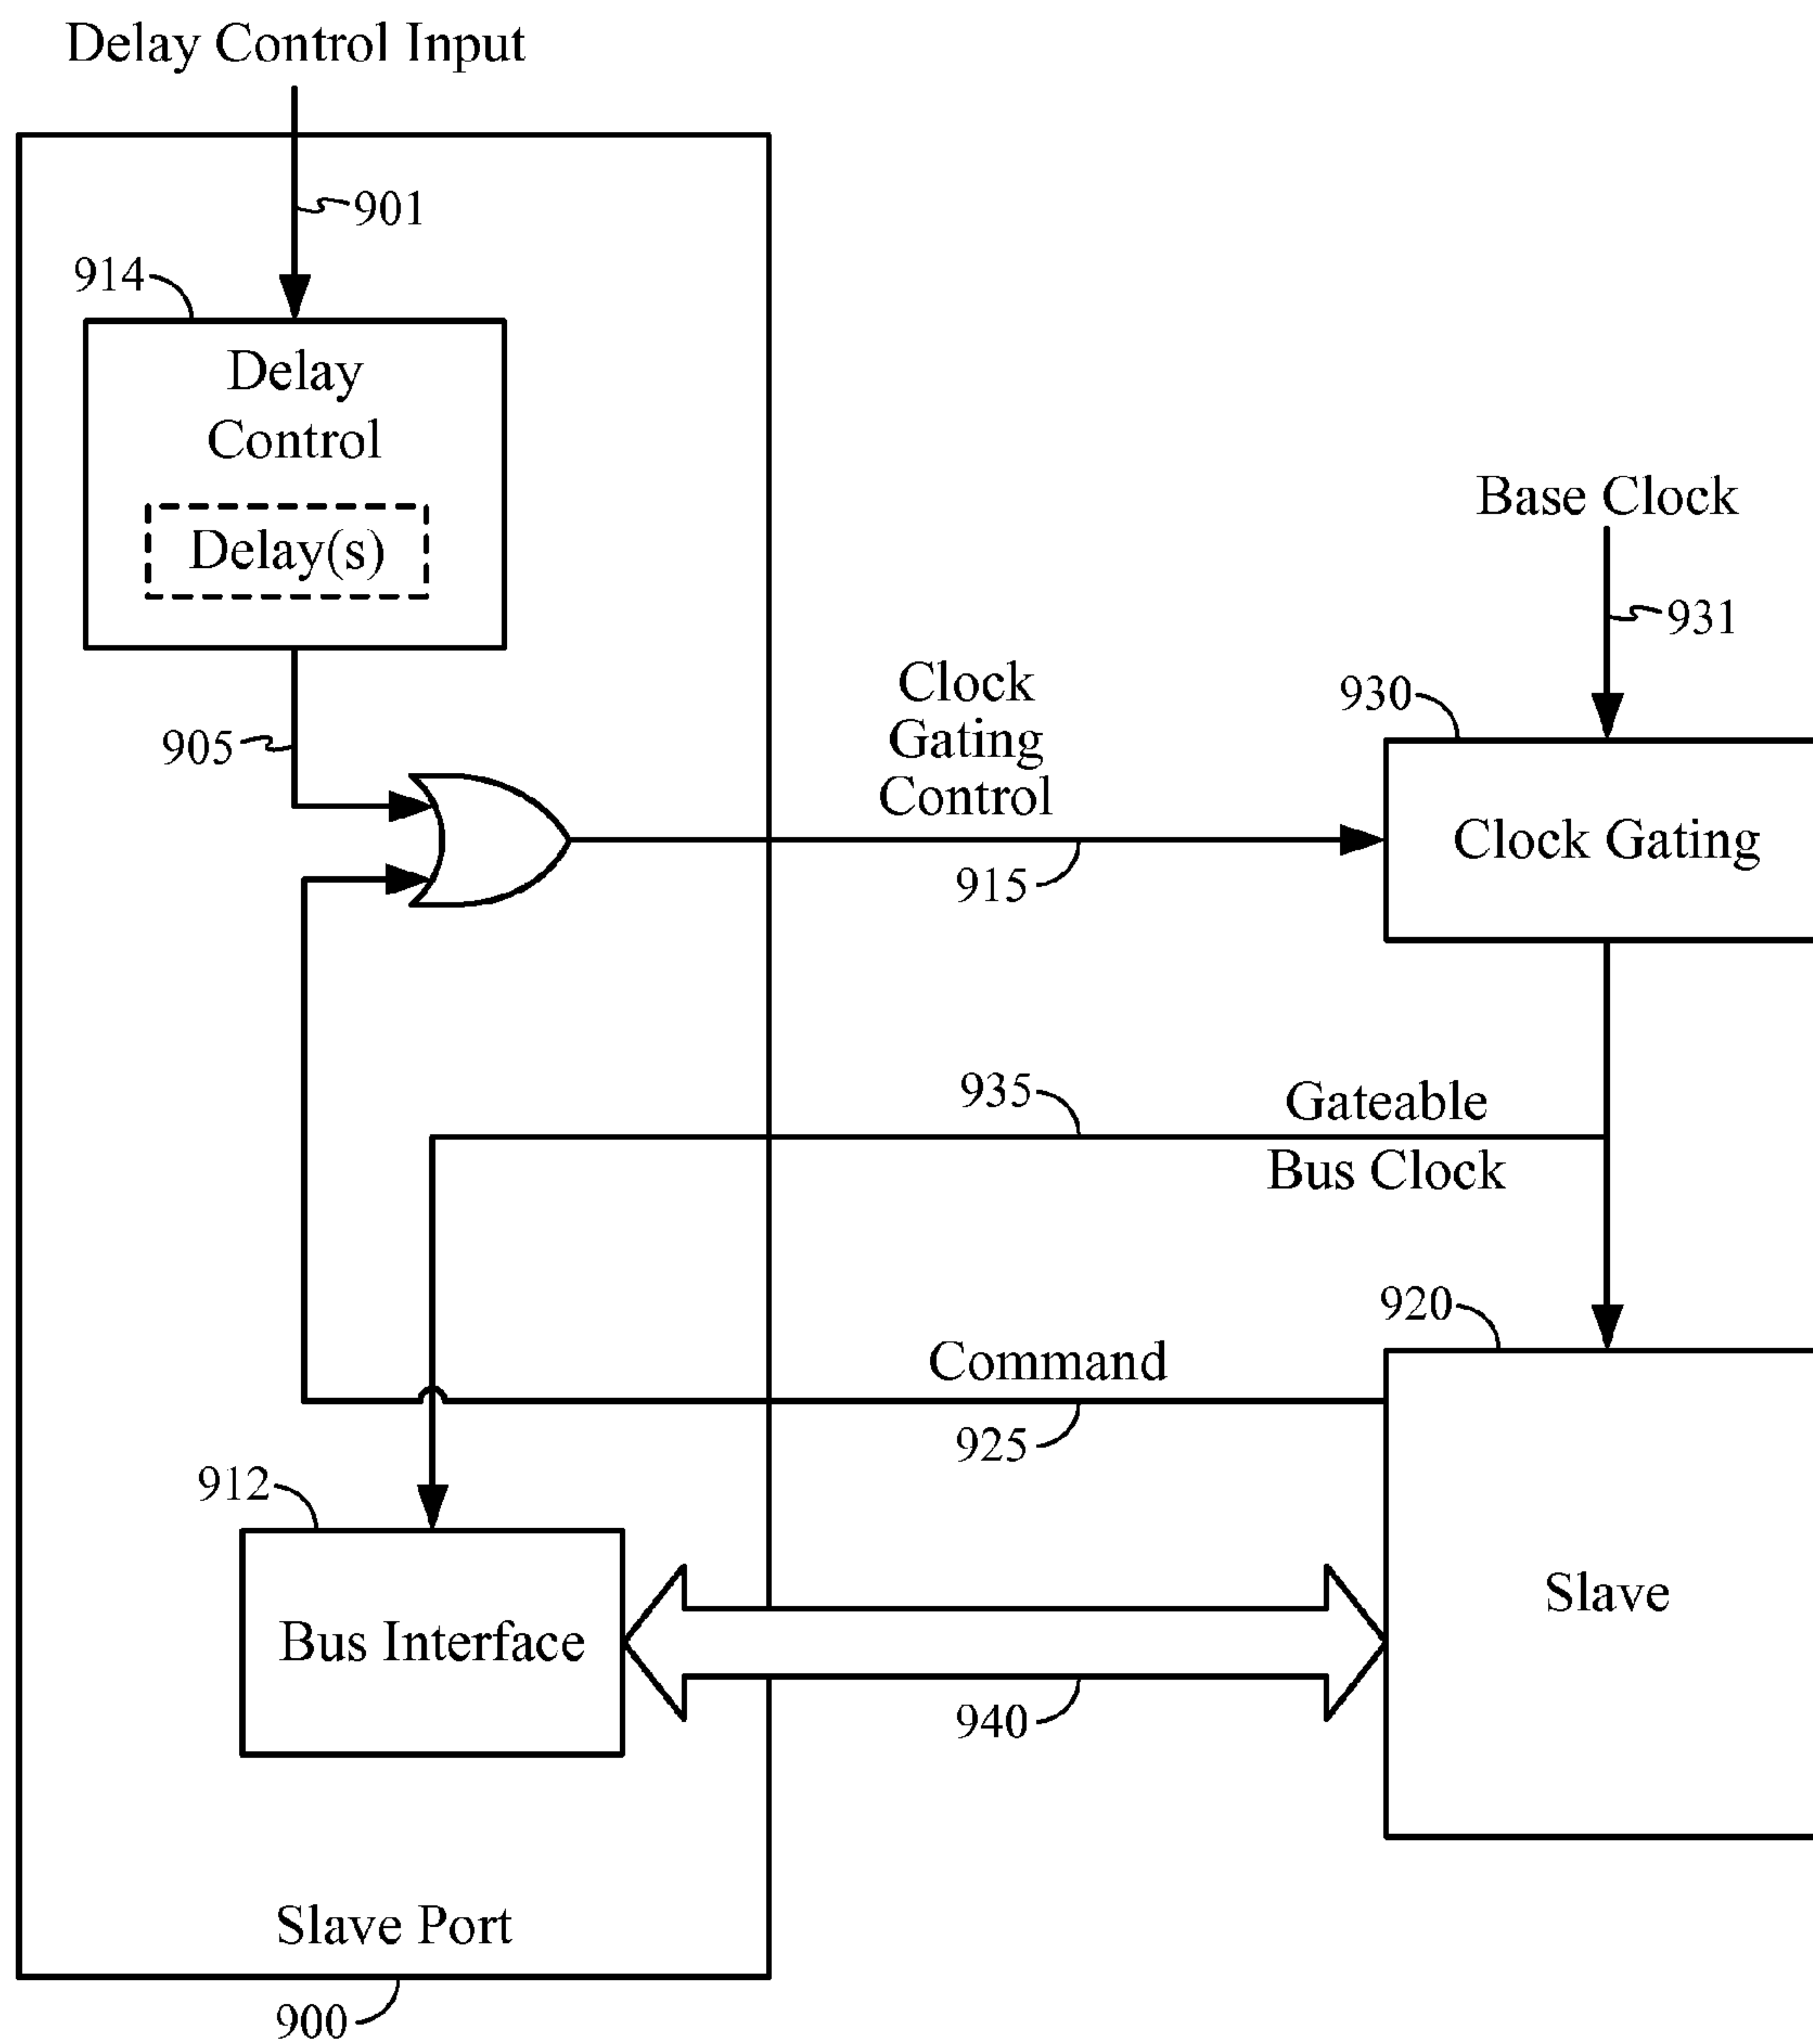 Delay Control Input
901
914
Delay
Control
Delay(s)
Base Clock
931
905
Clock
Gating
Control
930
Clock Gating
915
935
Gateable
Bus Clock
920
Command
925
912
Bus Interface
Slave
940
Slave Port
900